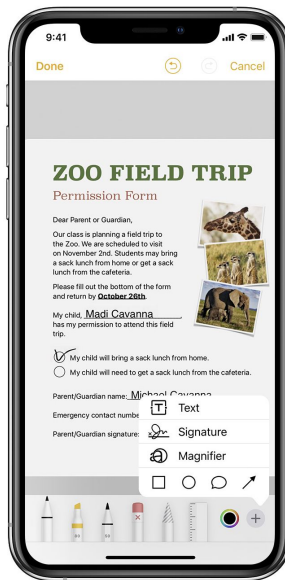 9:41
Done
Cancel
ZOO FIELD TRIP
Permission Form
Dear Parent or Guardian,
Our class is planning a field trip to
the Zoo. We are scheduled to visit
on November 2nd. Students may bring
a sack lunch from home or get a sack
lunch from the cafeteria.
Please fill out the bottom of the form
and return by October 26th.
My child, Madi Cavanna
has my permission to attend this field
trip.
My child will bring a sack lunch from home.
My child will need to get a sack lunch from the cafeteria.
Parent/Guardian name: Michael Cavanna
Emergency contact numbe
Parent/Guardian signature:
Text
Signature
Magnifier
80
50